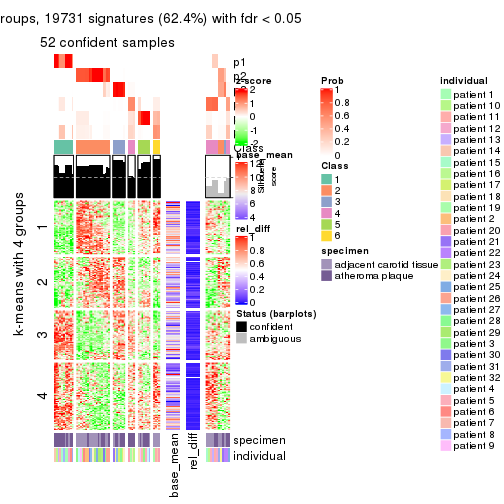 roups, 19731 signatures (62.4%) with fdr < 0.05
52 confident samples
p1
p2
z-score
2
1
0
-1
-2
Class
base_mean
12
10
8
6
4
silhouette
score
rel_diff
1
0.8
0.6
0.4
0.2
0
Status (barplots)
confident
ambiguous
k-means with 4 groups
1
2
3
4
specimen
individual
base_mean
rel_diff
Prob
1
0.8
0.6
0.4
0.2
0
Class
1
2
3
4
5
6
specimen
adjacent carotid tissue
atheroma plaque
individual
patient 1
patient 10
patient 11
patient 12
patient 13
patient 14
patient 15
patient 16
patient 17
patient 18
patient 19
patient 2
patient 20
patient 21
patient 22
patient 23
patient 24
patient 25
patient 26
patient 27
patient 28
patient 29
patient 3
patient 30
patient 31
patient 32
patient 4
patient 5
patient 6
patient 7
patient 8
patient 9